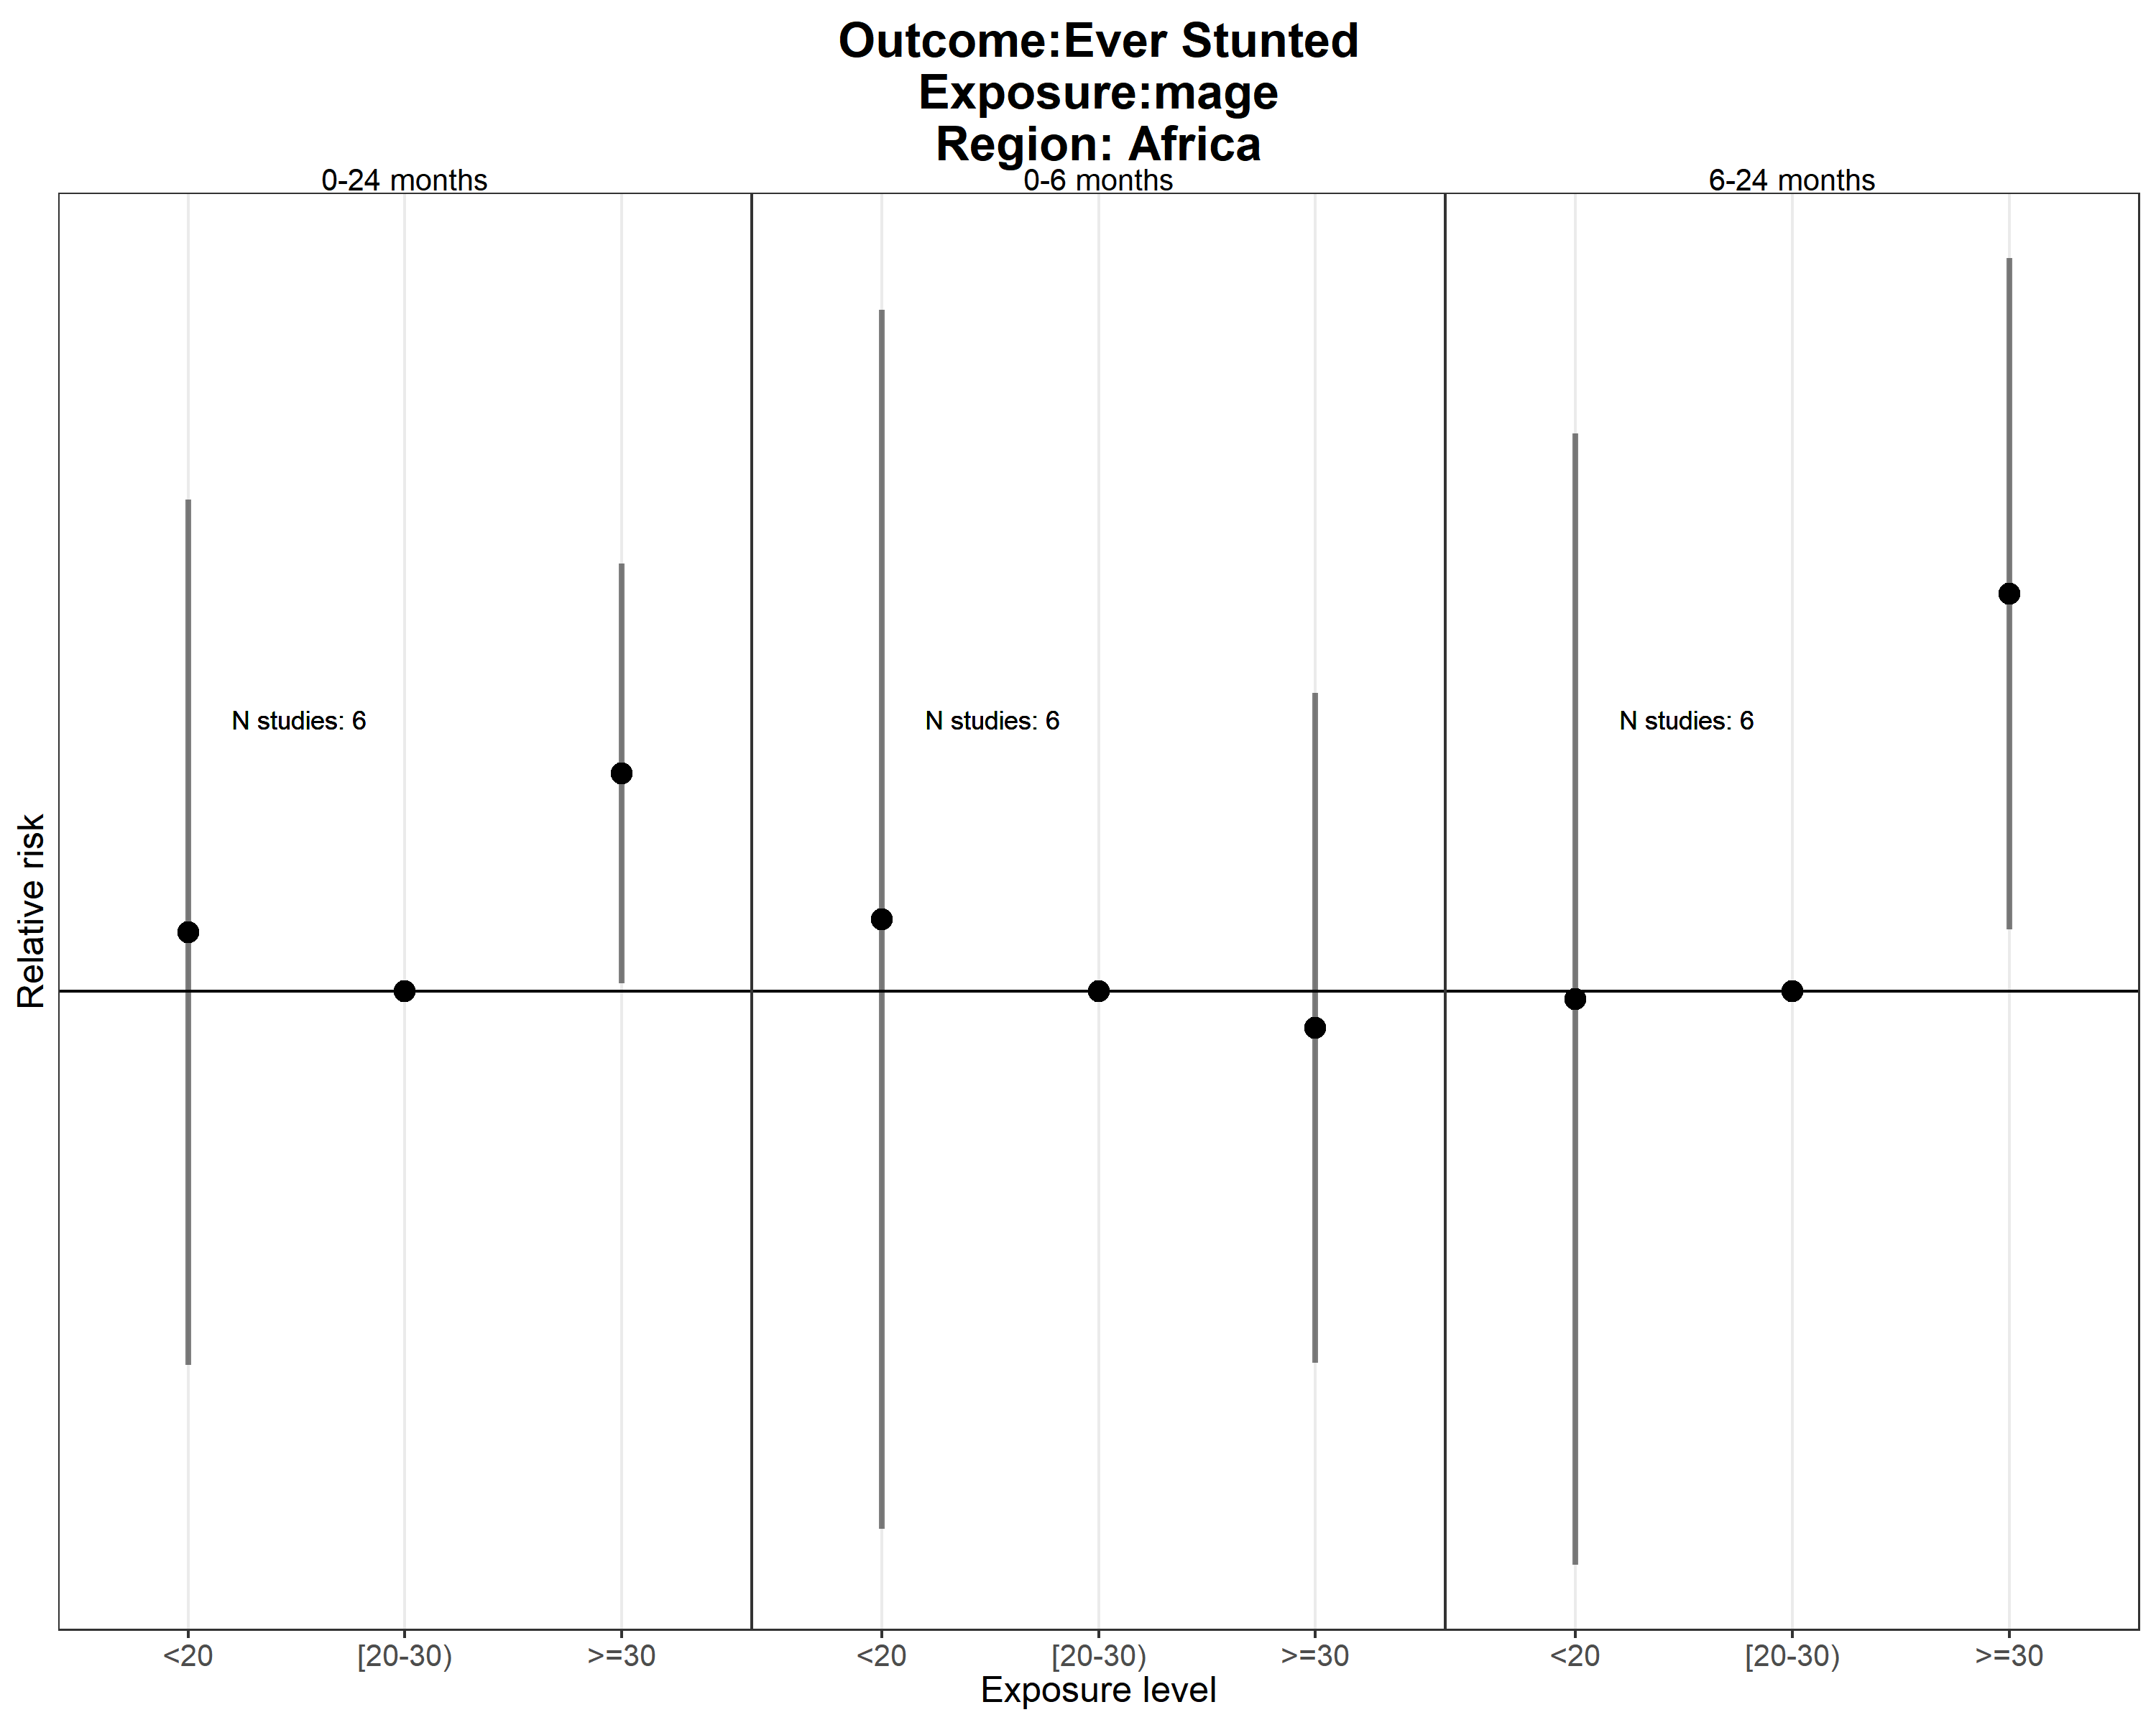 Outcome:Ever Stunted
Exposure:mage
Region: Africa
0-24 months
0-6 months
6-24 months
N studies: 6
N studies: 6
N studies: 6
Relative risk
<20
[20-30)
>=30
<20
[20-30)
>=30
<20
[20-30)
>=30
Exposure level